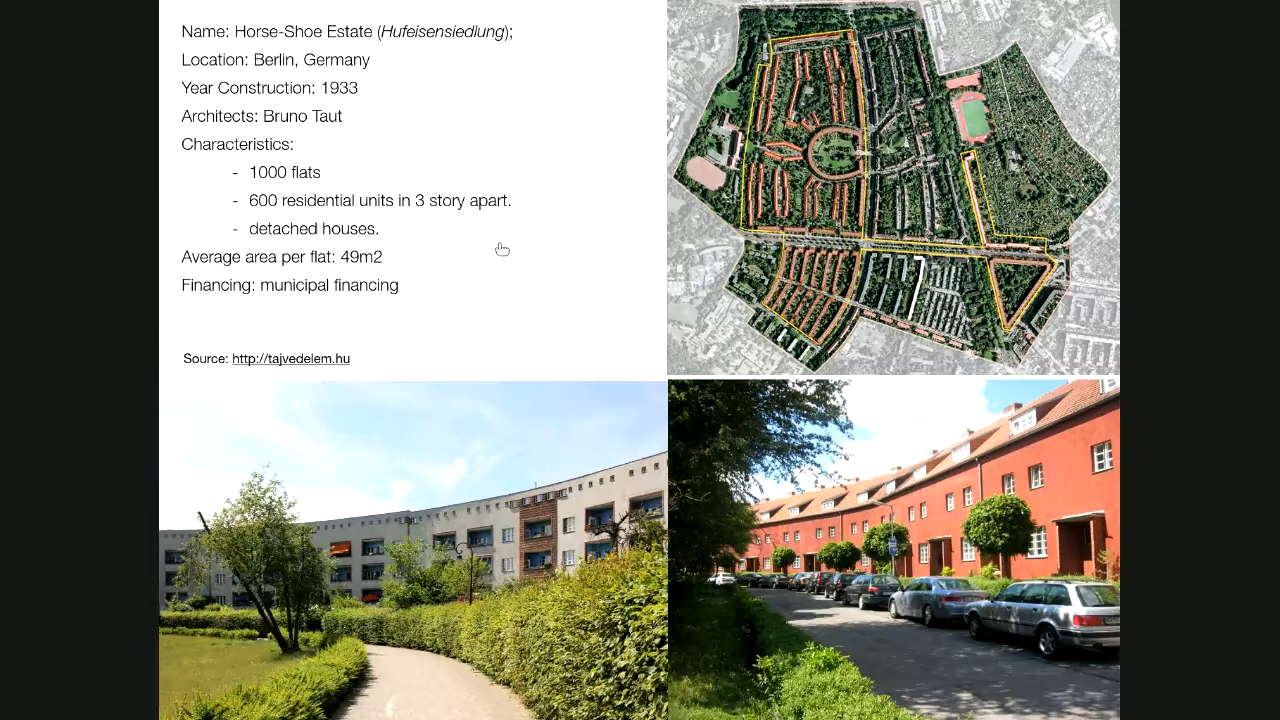 Name: Horse-Shoe Estate (Hufeisensiedlung);
Location: Berlin, Germany
Year Construction: 1933
Architects: Bruno Taut
Characteristics:
- 1000 flats
- 600 residential units in 3 story apart.
- detached houses.
Average area per flat: 49m2
Financing: municipal financing
Source: http://tajvedelem.hu